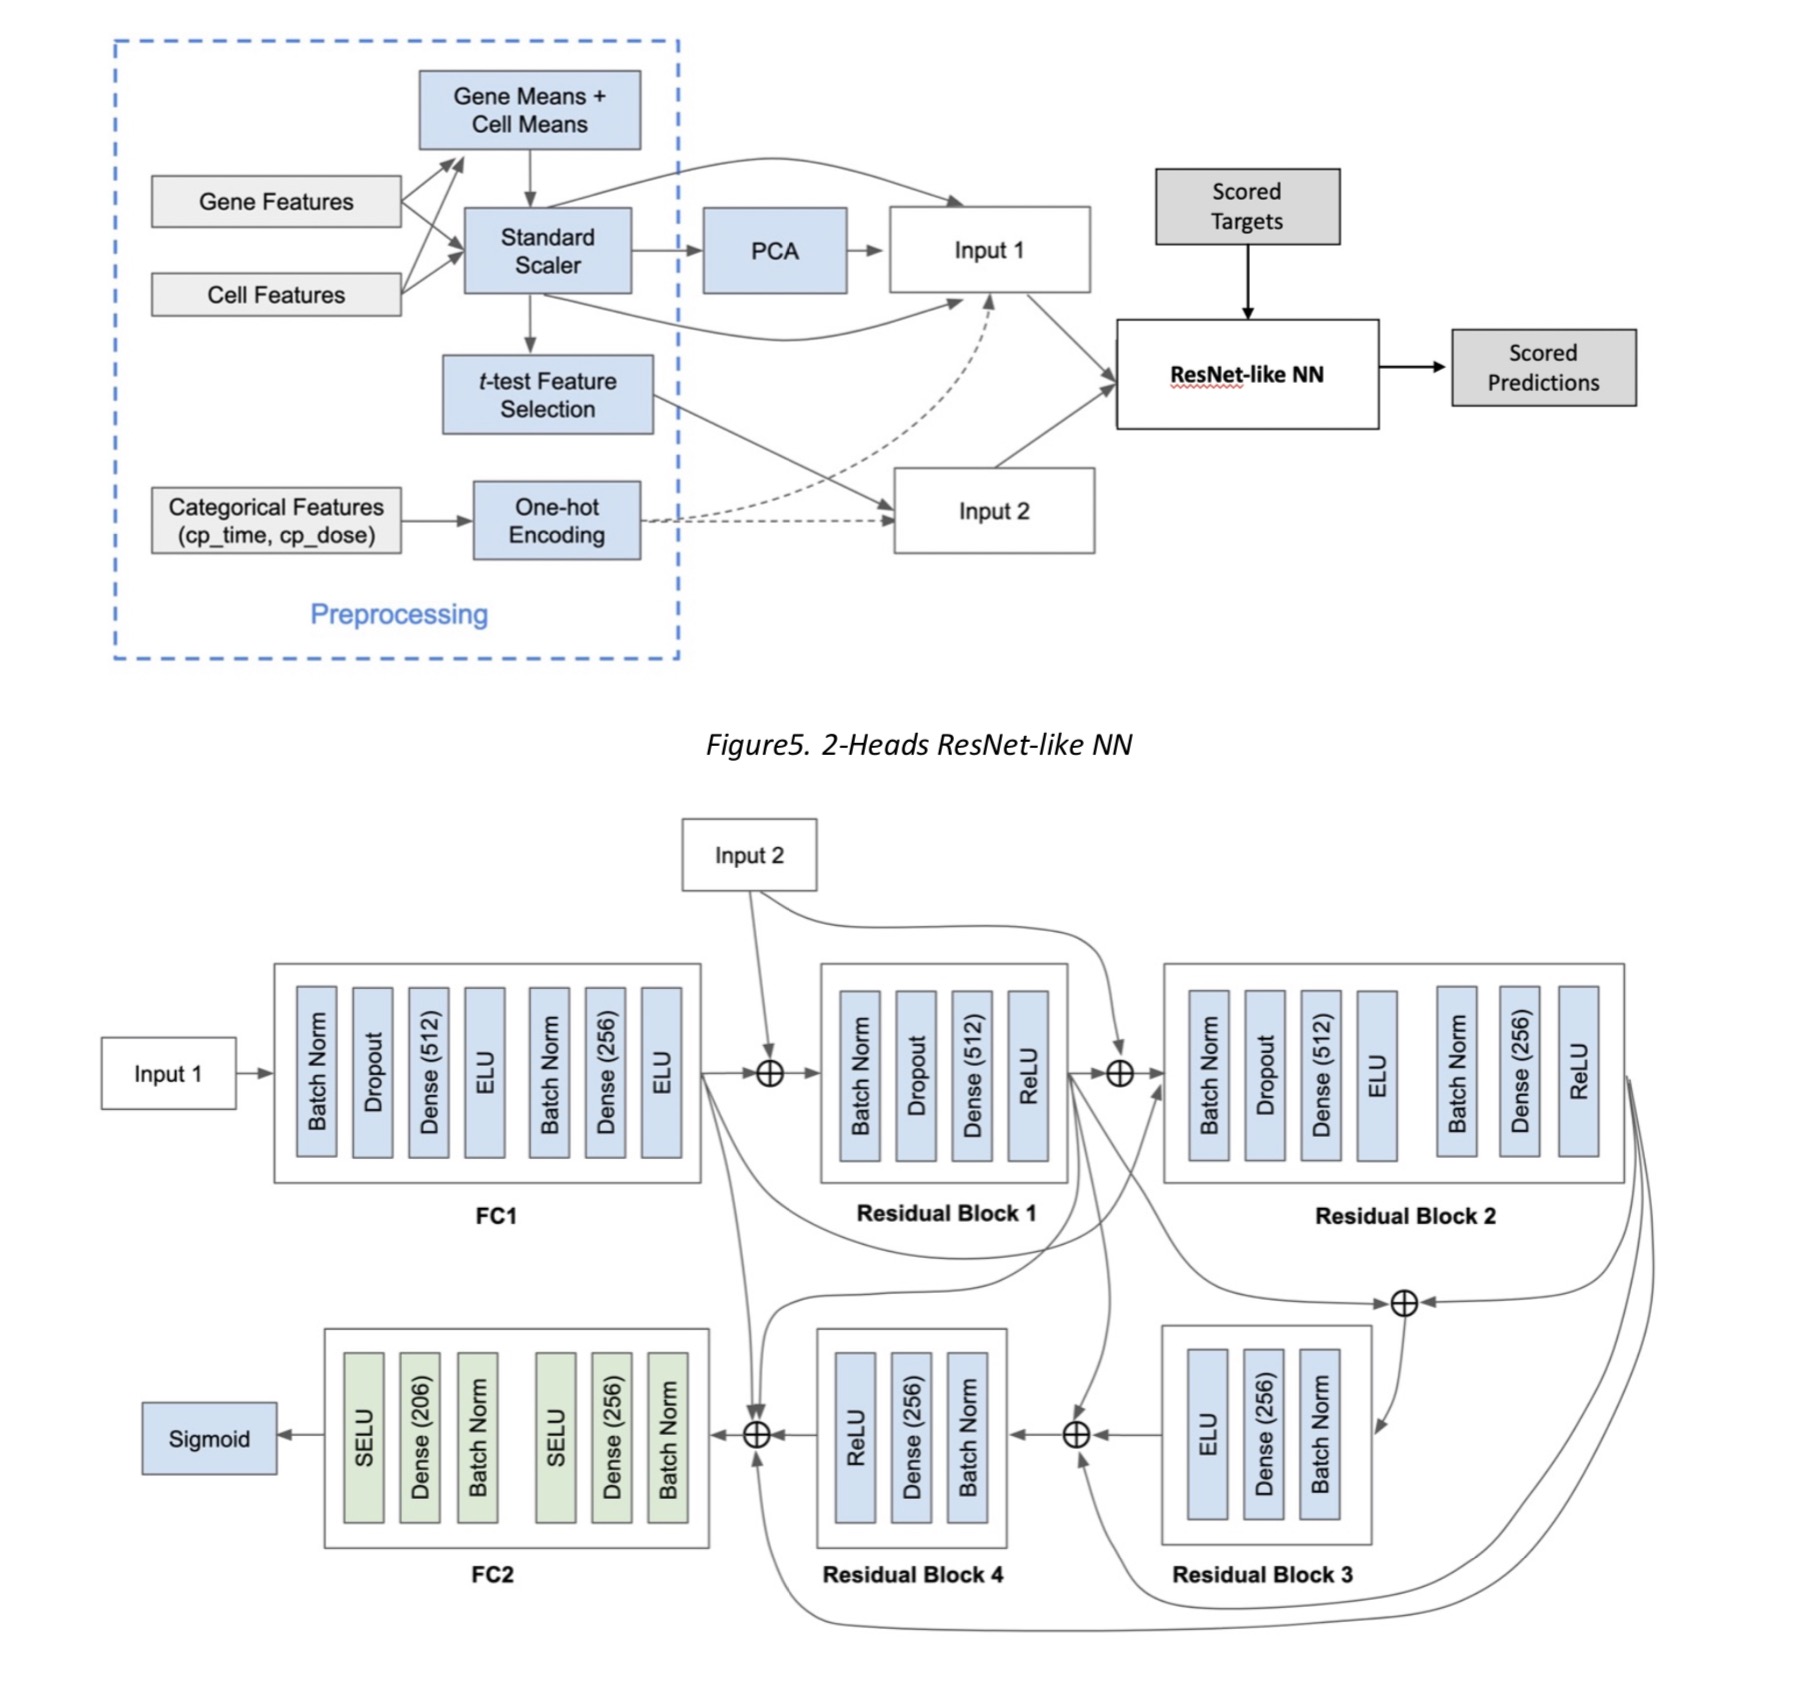 Gene Means +
Cell Means
Gene Features
Cell Features
Standard
Scaler
PCA
Input 1
Scored
Targets
t-test Feature
Selection
ResNet-like NN
Scored
Predictions
Categorical Features
(cp_time, cp_dose)
One-hot
Encoding
Input 2
Preprocessing
Figure5. 2-Heads ResNet-like NN
Input 2
Input 1
Batch Norm
Dropout
Dense (512)
ELU
Batch Norm
Dense (256)
ELU
FC1
Batch Norm
Dropout
Dense (512)
ReLU
Residual Block 1
Batch Norm
Dropout
Dense (512)
ELU
Batch Norm
Dense (256)
ReLU
Residual Block 2
Sigmoid
SELU
Dense (206)
Batch Norm
SELU
Dense (256)
Batch Norm
FC2
ReLU
Dense (256)
Batch Norm
Residual Block 4
ELU
Dense (256)
Batch Norm
Residual Block 3